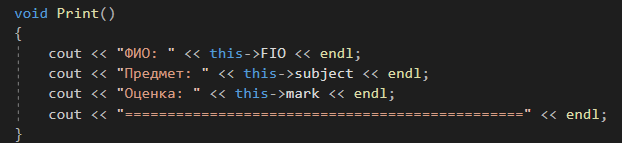 void Print()
{
cout << "ФИО: " << this->FIO << endl;
cout << "Предмет: " << this->subject << endl;
cout << "Оценка: " << this->mark << endl;
cout << "===============================================" << endl;
}